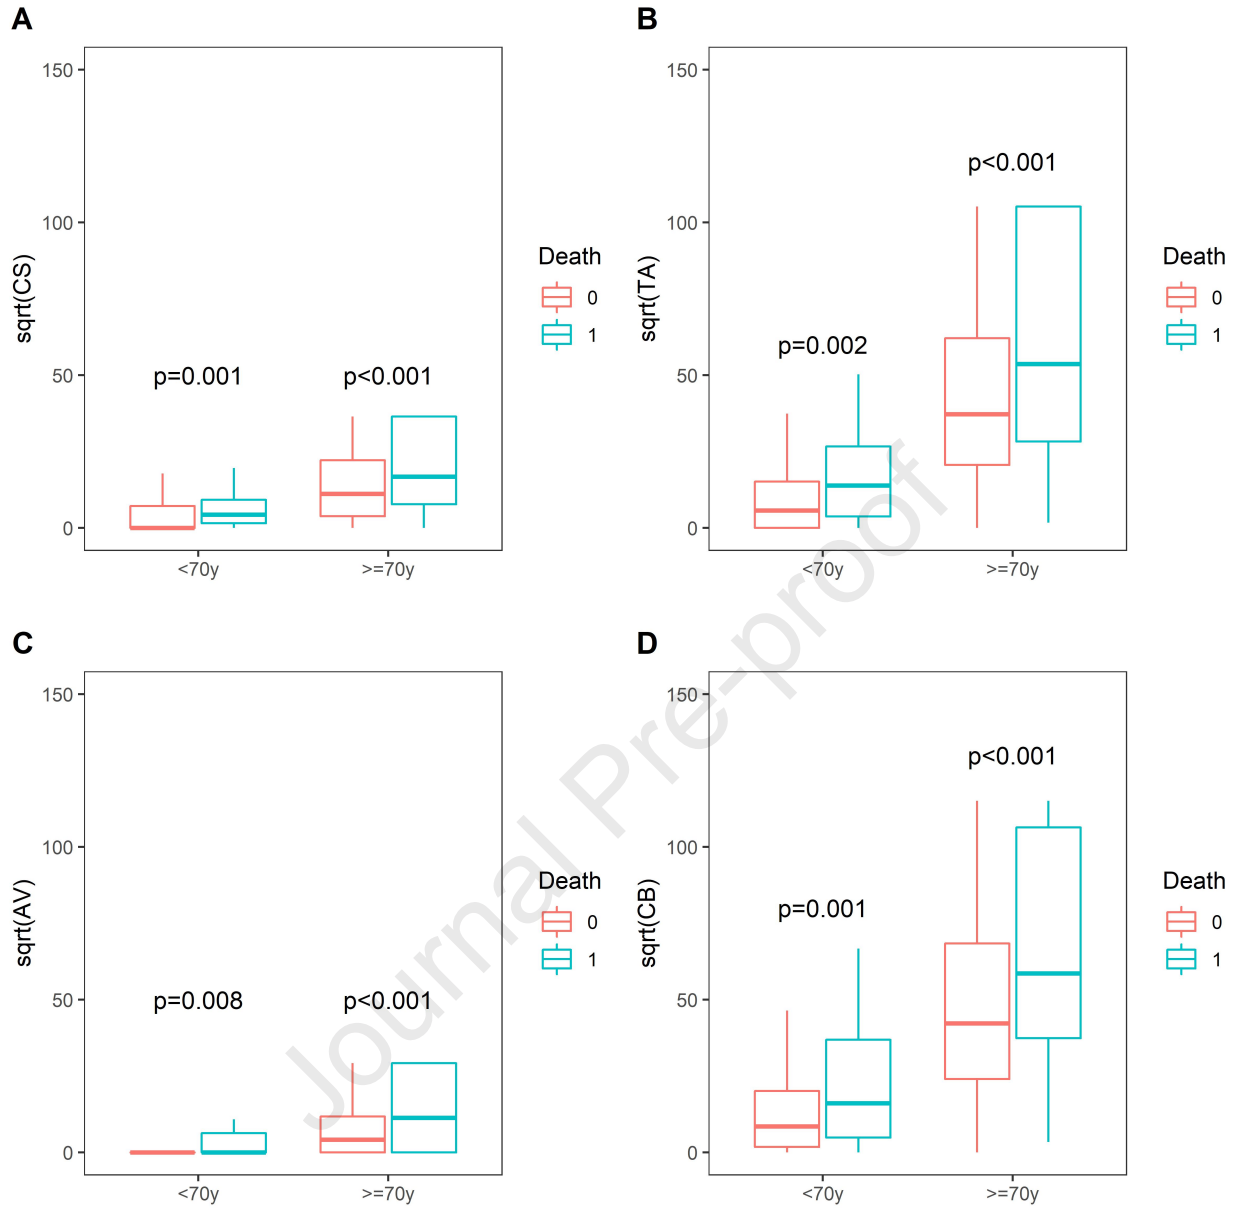 A
150
100
50
0
sqrt(CS)
p=0.001
p<0.001
<70y
>=70y
Death
0
1
B
150
100
50
0
sqrt(TA)
p=0.002
p<0.001
<70y
>=70y
Death
0
1
C
150
100
50
0
sqrt(AV)
p=0.008
p<0.001
<70y
>=70y
Death
0
1
D
150
100
50
0
sqrt(CB)
p=0.001
p<0.001
<70y
>=70y
Death
0
1
Journal Pre-proof